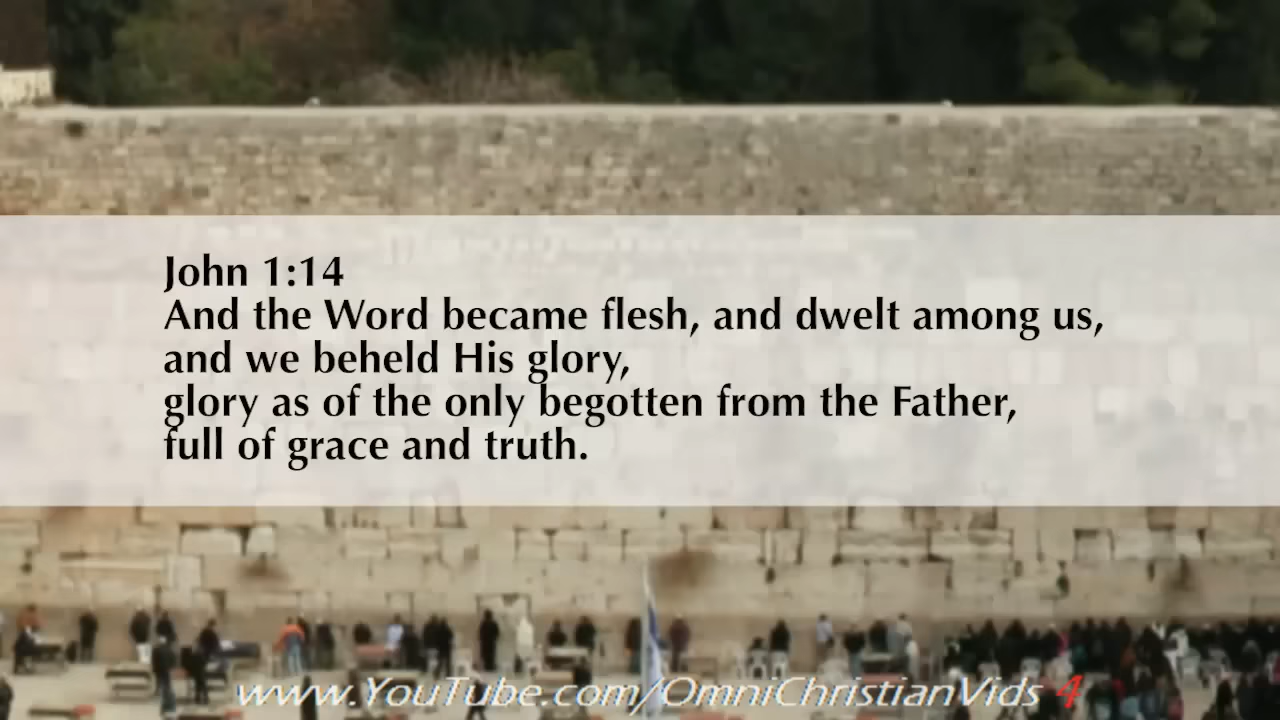 John 1:14
And the Word became flesh, and dwelt among us,
and we beheld His glory,
glory as of the only begotten from the Father,
full of grace and truth.
www.YouTube.com/OmniChristianVids 4